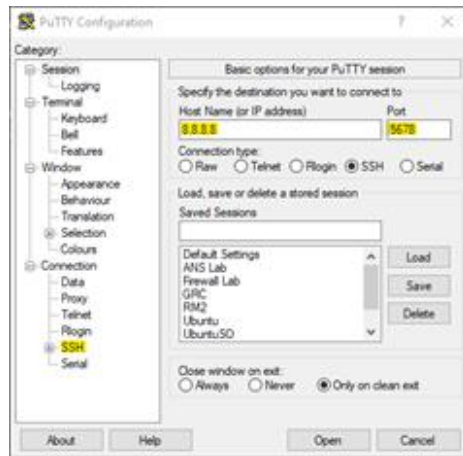 PuTTY Configuration
? ×
Category:
Session
Logging
Terminal
Keyboard
Bell
Features
Window
Appearance
Behaviour
Translation
Selection
Colours
Connection
Data
Proxy
Telnet
Rlogin
SSH
Serial
Basic options for your PuTTY session
Specify the destination you want to connect to
Host Name (or IP address) Port
8.8.8.8 5678
Connection type:
Raw Telnet Rlogin SSH Serial
Load, save or delete a stored session
Saved Sessions
Default Settings
ANS Lab
Firewall Lab
GRC
RM2
Ubuntu
UbuntuSO
Load
Save
Delete
Close window on exit:
Always Never Only on clean exit
About Help Open Cancel